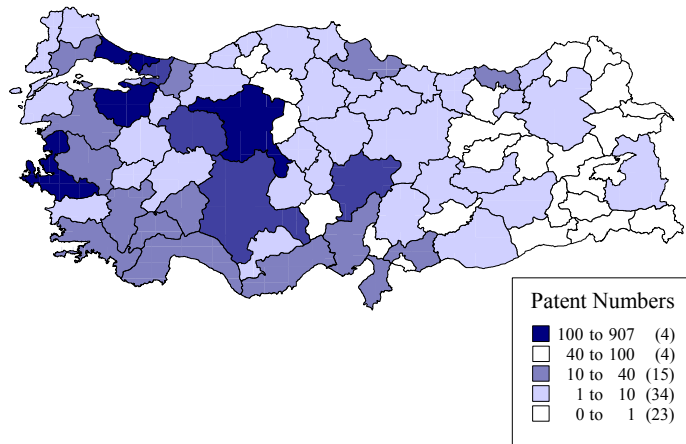 Patent Numbers
100 to 907 (4)
40 to 100 (4)
10 to 40 (15)
1 to 10 (34)
0 to 1 (23)